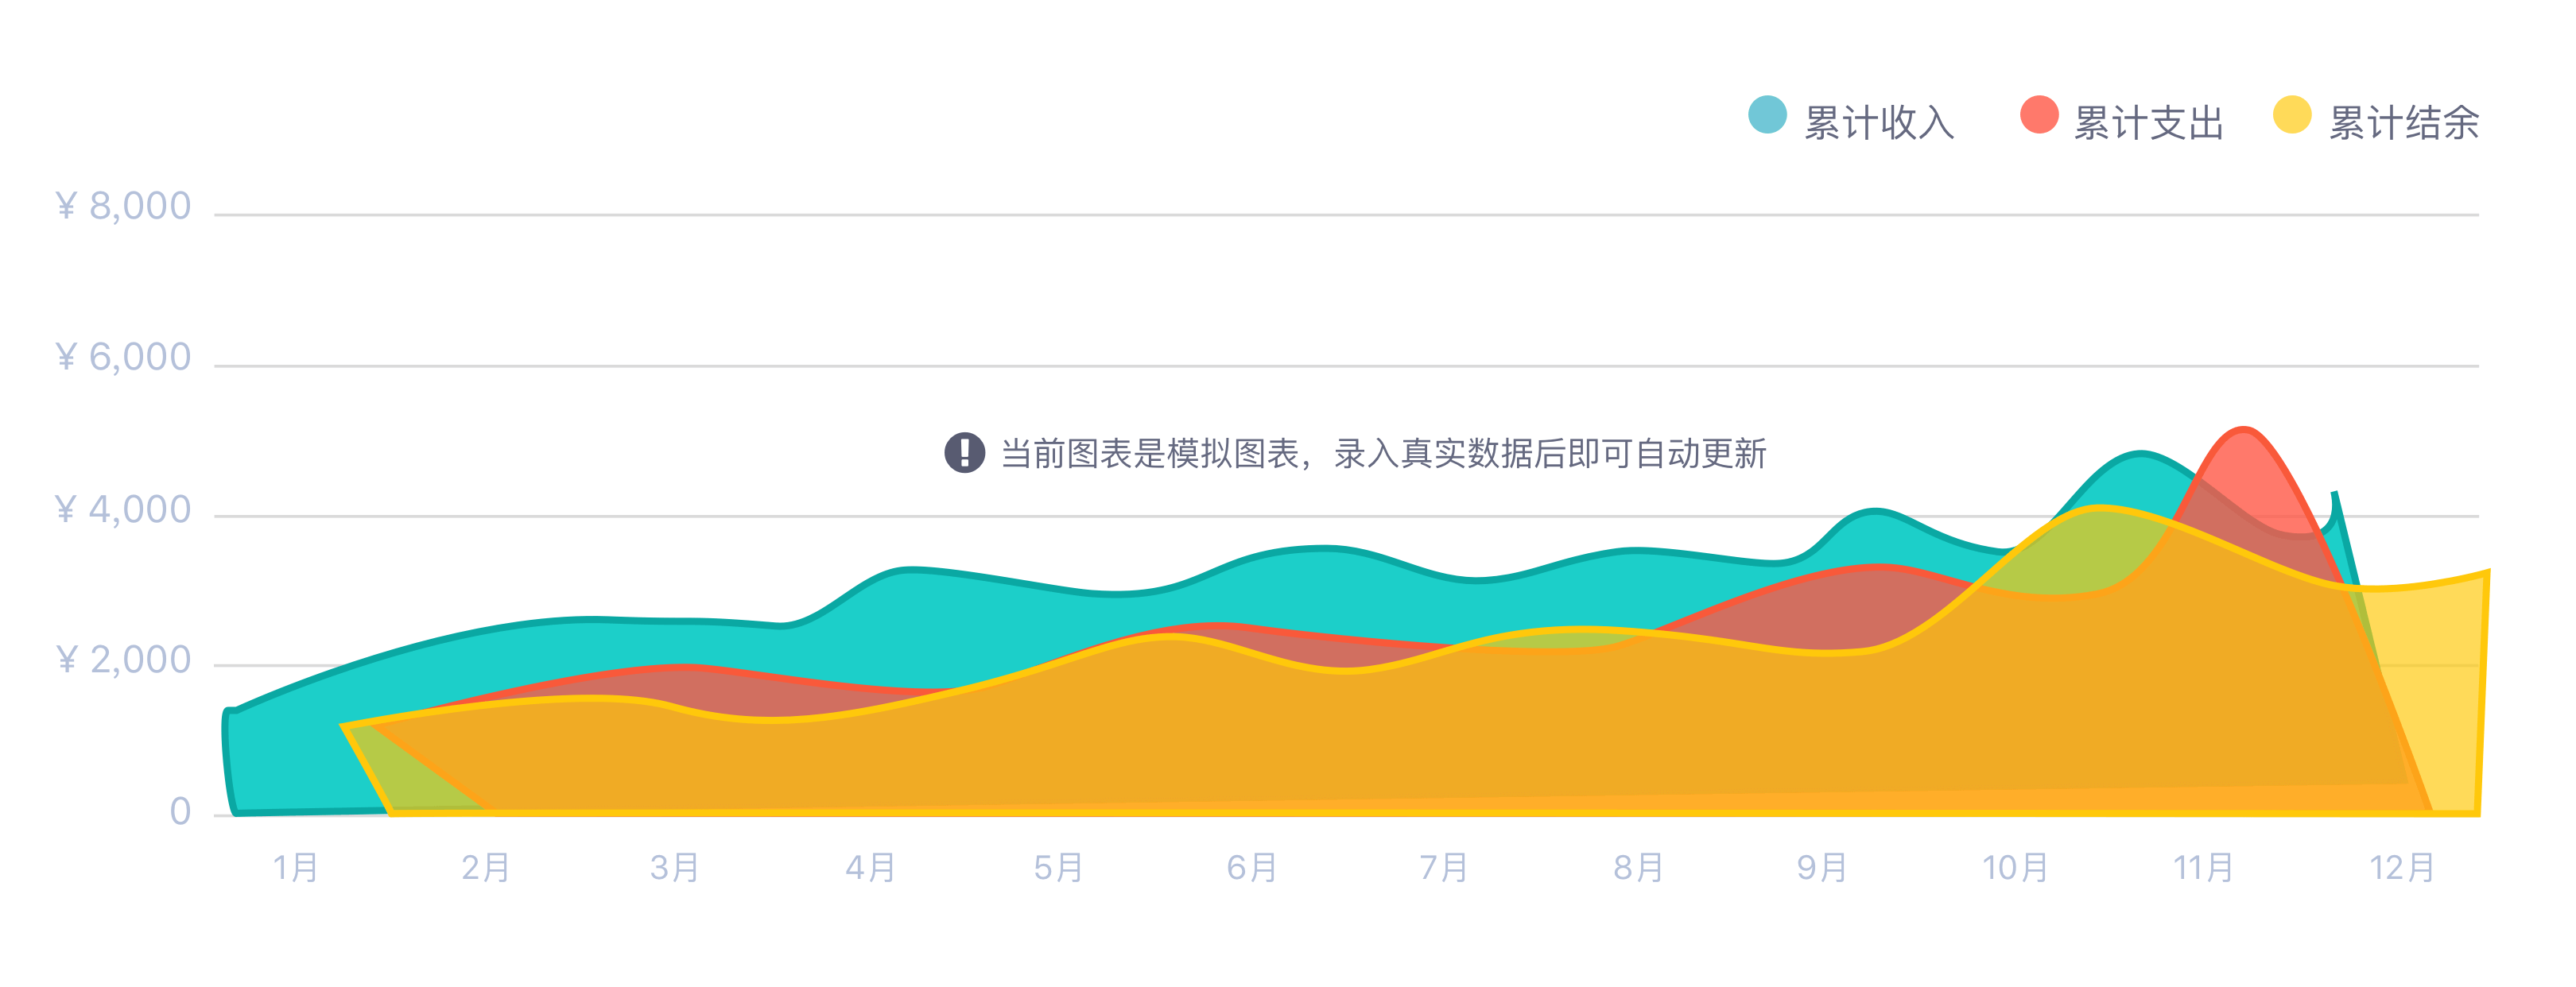 累计收入 累计支出 累计结余
¥ 8,000
¥ 6,000
当前图表是模拟图表，录入真实数据后即可自动更新
¥ 4,000
¥ 2,000
0
1月 2月 3月 4月 5月 6月 7月 8月 9月 10月 11月 12月